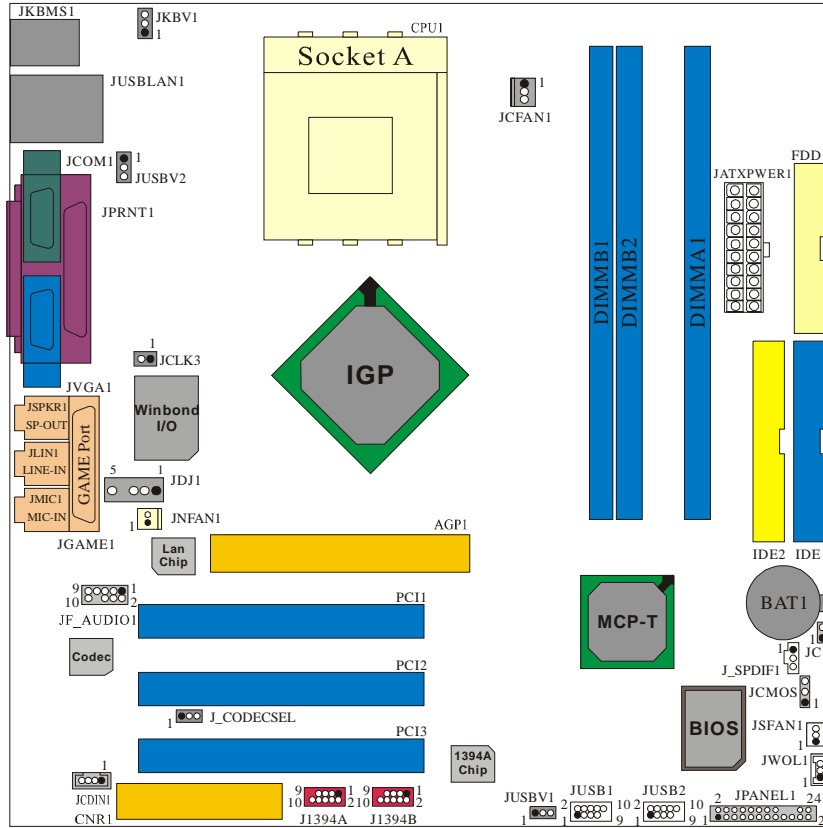 JKBMS1
JKBV1
1
CPU1
Socket A
JUSBLAN1
1
JCFAN1
JCOM1
1
JUSBV2
JPRNT1
FDD
JATXPWER1
DIMMB1
DIMMB2
DIMMA1
IGP
1
JCLK3
JVGA1
Winbond
I/O
JSPKR1
SP-OUT
JLIN1
LINE-IN
JMIC1
MIC-IN
GAME Port
5
1
JDJ1
1
JNFAN1
JGAME1
AGP1
Lan
Chip
IDE2
IDE
9
1
10
2
JF_AUDIO1
PCI1
MCP-T
BAT1
1
JC
Codec
PCI2
1
J_SPDIF1
JCMOS
1
1
J_CODECSEL
BIOS
JSFAN1
1
PCI3
1394A
Chip
JWOL1
1
1
JCDIN1
CNR1
9
1
10
2
J1394A
9
1
10
2
J1394B
JUSBV1
1
JUSB1
2
10
1
9
JUSB2
2
10
1
9
JPANEL1
2
24
1
2